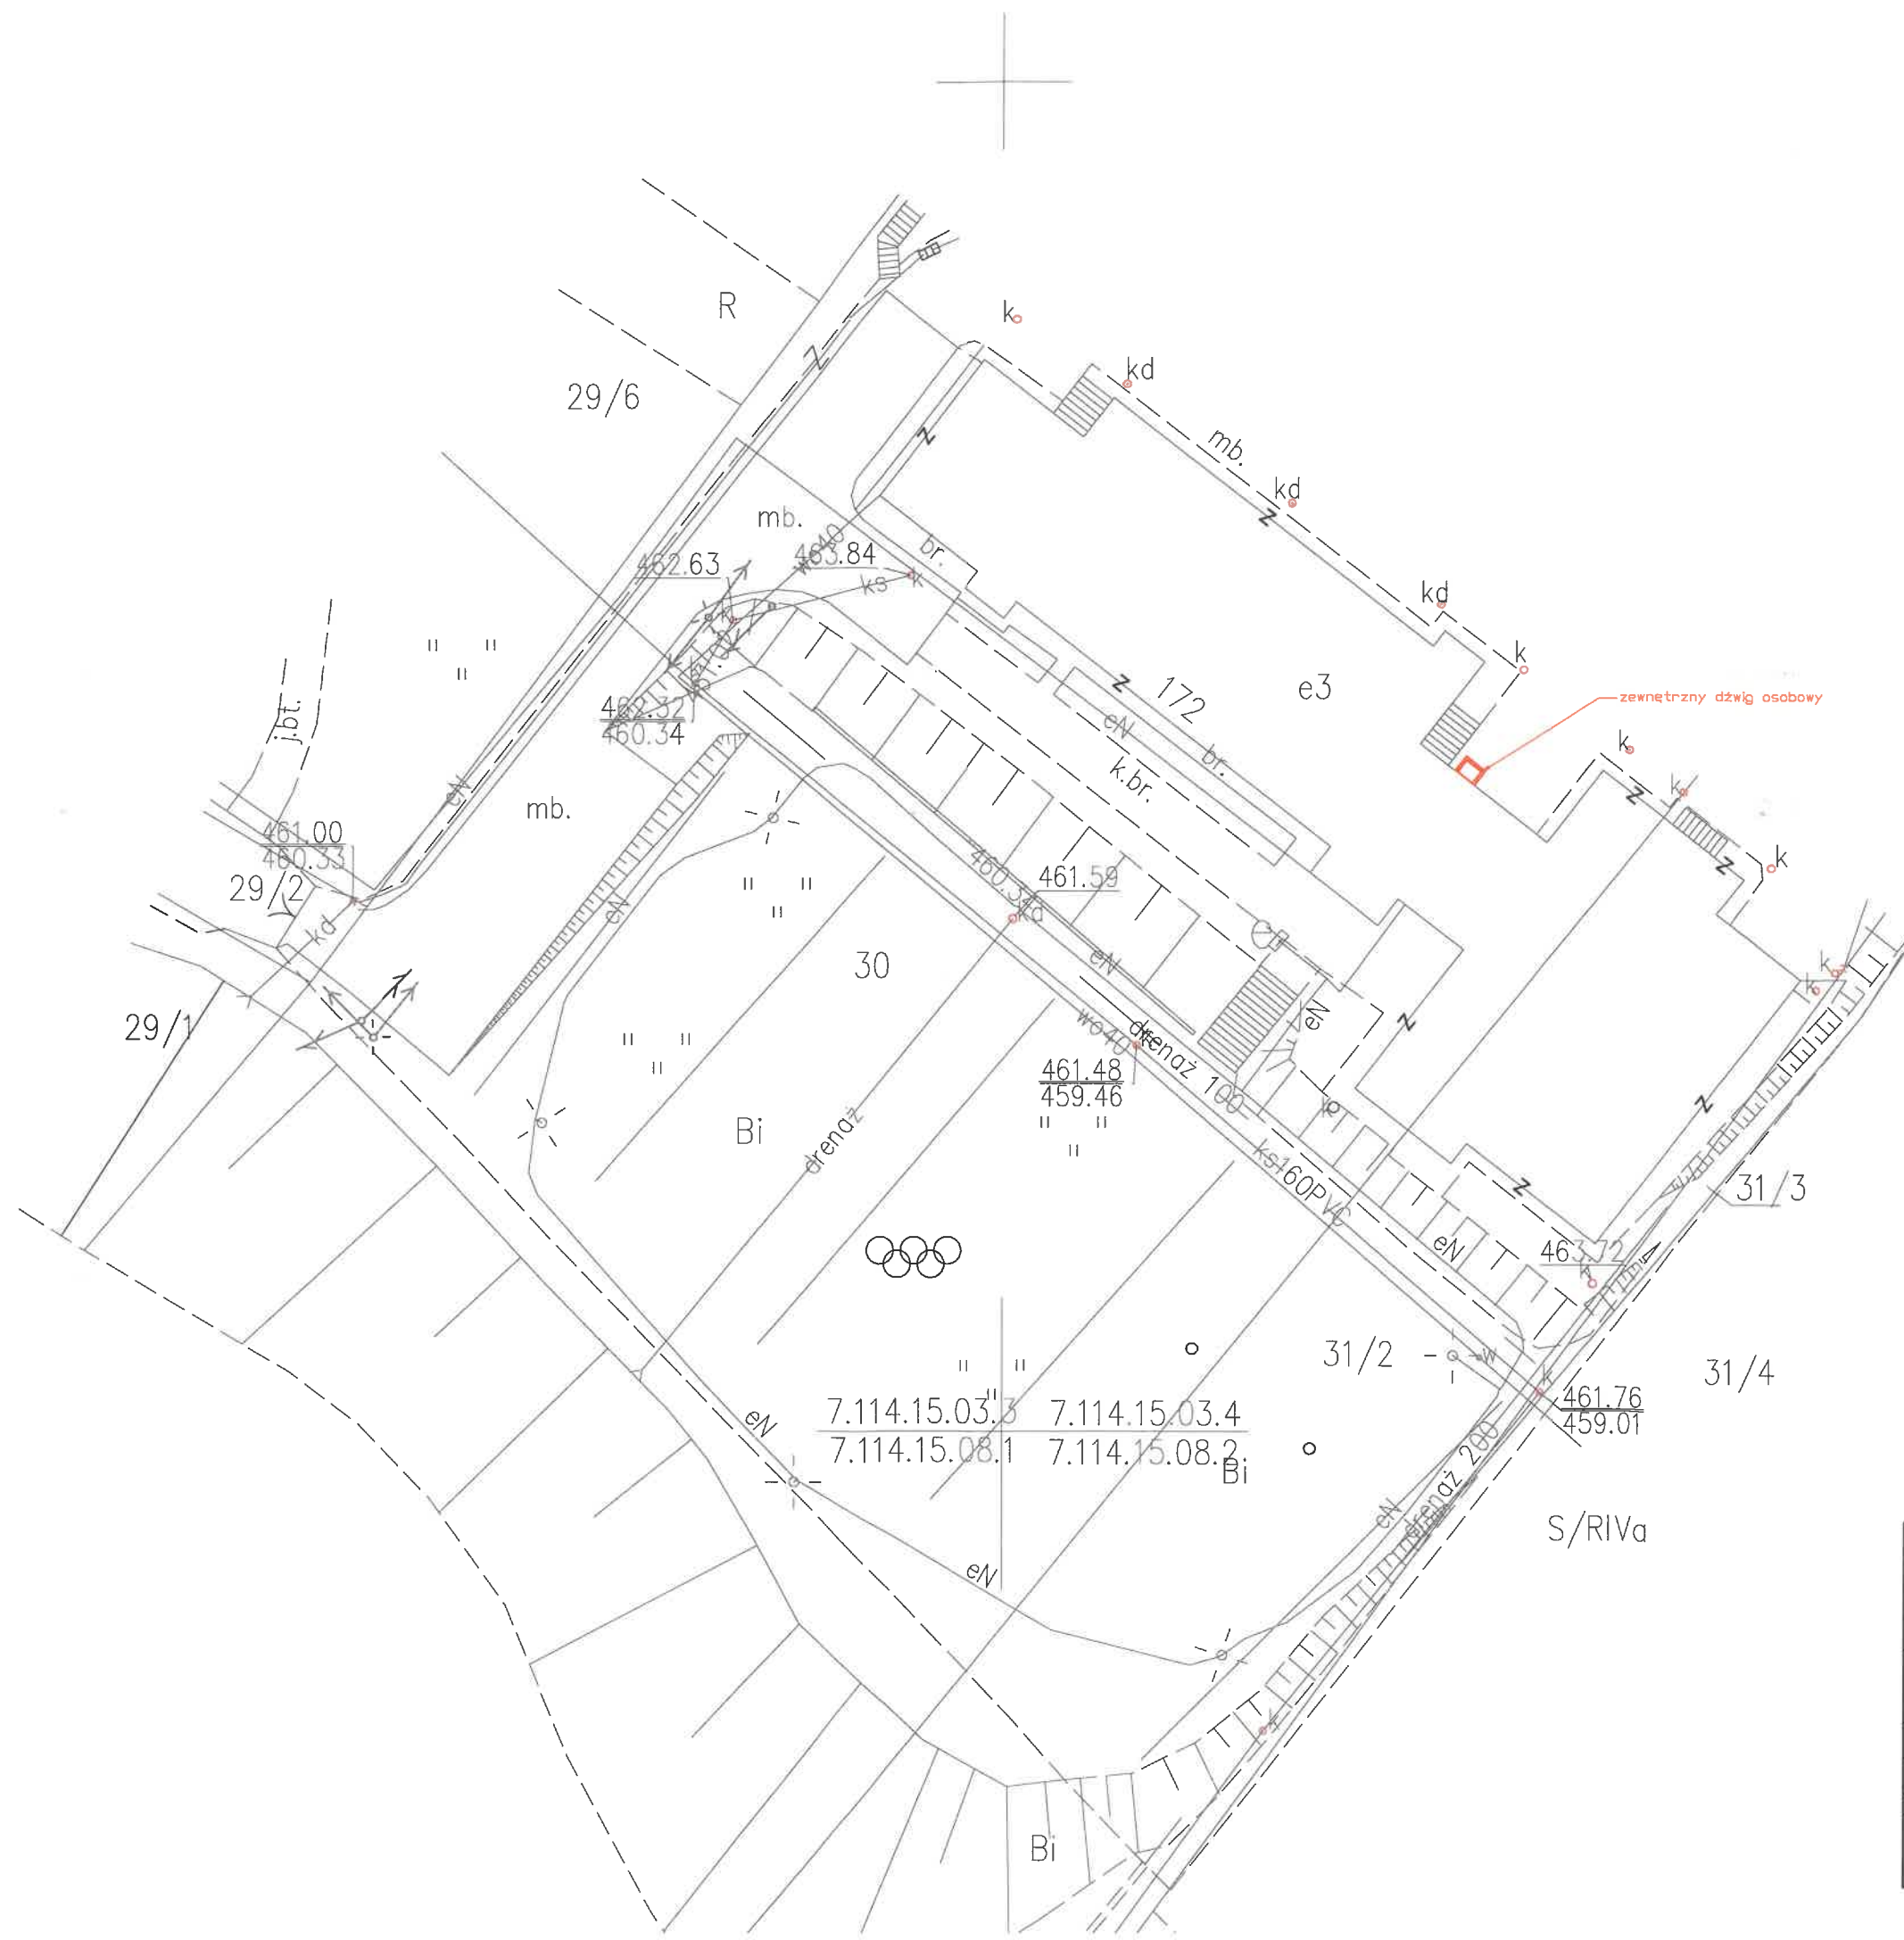 R
k
29/6
kd
z
z
mb.
kd
mb.
z
462.63
463.84
br.
ks
k
kd
k
e3
172
z
eN
br.
k.br.
zewnętrzny dźwig osobowy
k
k
z
z
k
462.32
460.34
j.bt.
eN
mb.
461.00
460.33
29/2
kd
eN
461.59
kd
eN
30
29/1
wo40
drenaż 100
461.48
459.46
eN
z
k
k
k
z
Bi
drenaż
ks160PVC
z
31/3
eN
463.72
k
31/2
w
31/4
k
461.76
459.01
7.114.15.03.3
7.114.15.03.4
7.114.15.08.1
7.114.15.08.2
Bi
eN
drenaż 200
eN
S/RIVa
eN
k
Bi